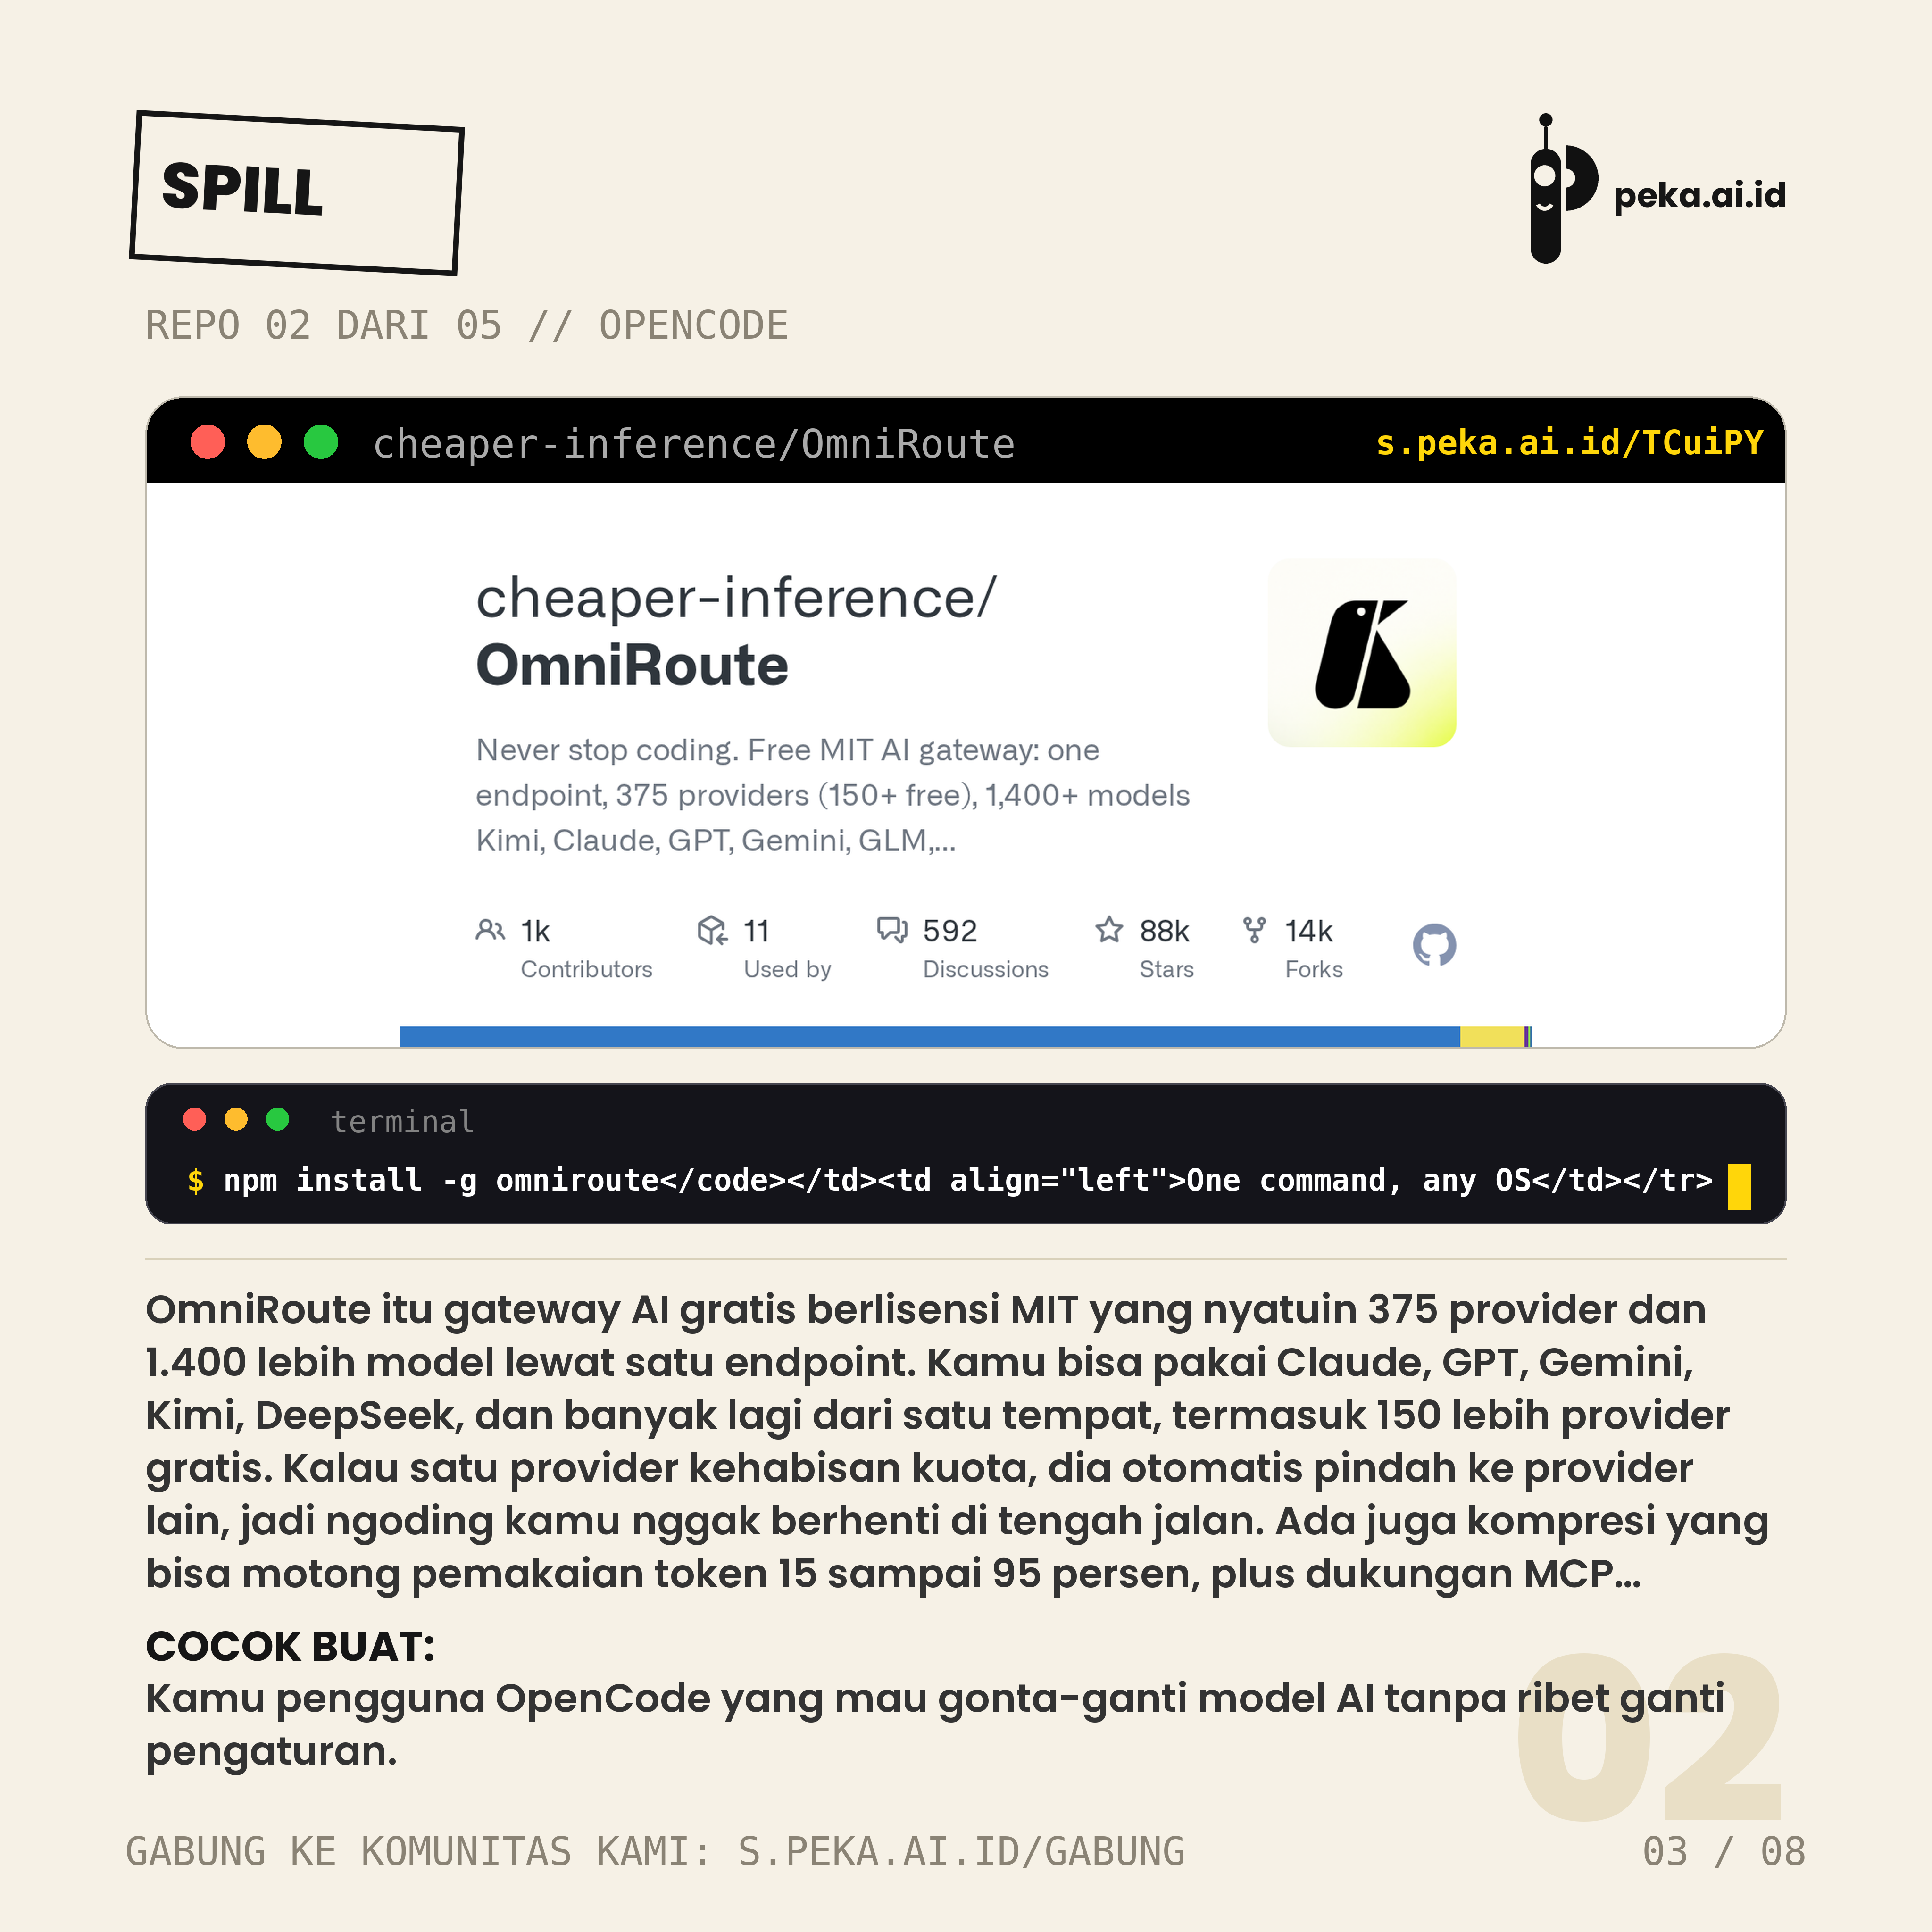 SPILL
peka.ai.id
REPO 02 DARI 05 // OPENCODE
cheaper-inference/OmniRoute
s.peka.ai.id/TCuiPY
cheaper-inference/
OmniRoute
Never stop coding. Free MIT AI gateway: one
endpoint, 375 providers (150+ free), 1,400+ models
Kimi, Claude, GPT, Gemini, GLM,...
1k
Contributors
11
Used by
592
Discussions
88k
Stars
14k
Forks
terminal
$ npm install -g omniroute</code></td><td align="left">One command, any OS</td></tr>
OmniRoute itu gateway AI gratis berlisensi MIT yang nyatuin 375 provider dan
1.400 lebih model lewat satu endpoint. Kamu bisa pakai Claude, GPT, Gemini,
Kimi, DeepSeek, dan banyak lagi dari satu tempat, termasuk 150 lebih provider
gratis. Kalau satu provider kehabisan kuota, dia otomatis pindah ke provider
lain, jadi ngoding kamu nggak berhenti di tengah jalan. Ada juga kompresi yang
bisa motong pemakaian token 15 sampai 95 persen, plus dukungan MCP...
COCOK BUAT:
Kamu pengguna OpenCode yang mau gonta-ganti model AI tanpa ribet ganti
pengaturan.
02
GABUNG KE KOMUNITAS KAMI: S.PEKA.AI.ID/GABUNG
03 / 08